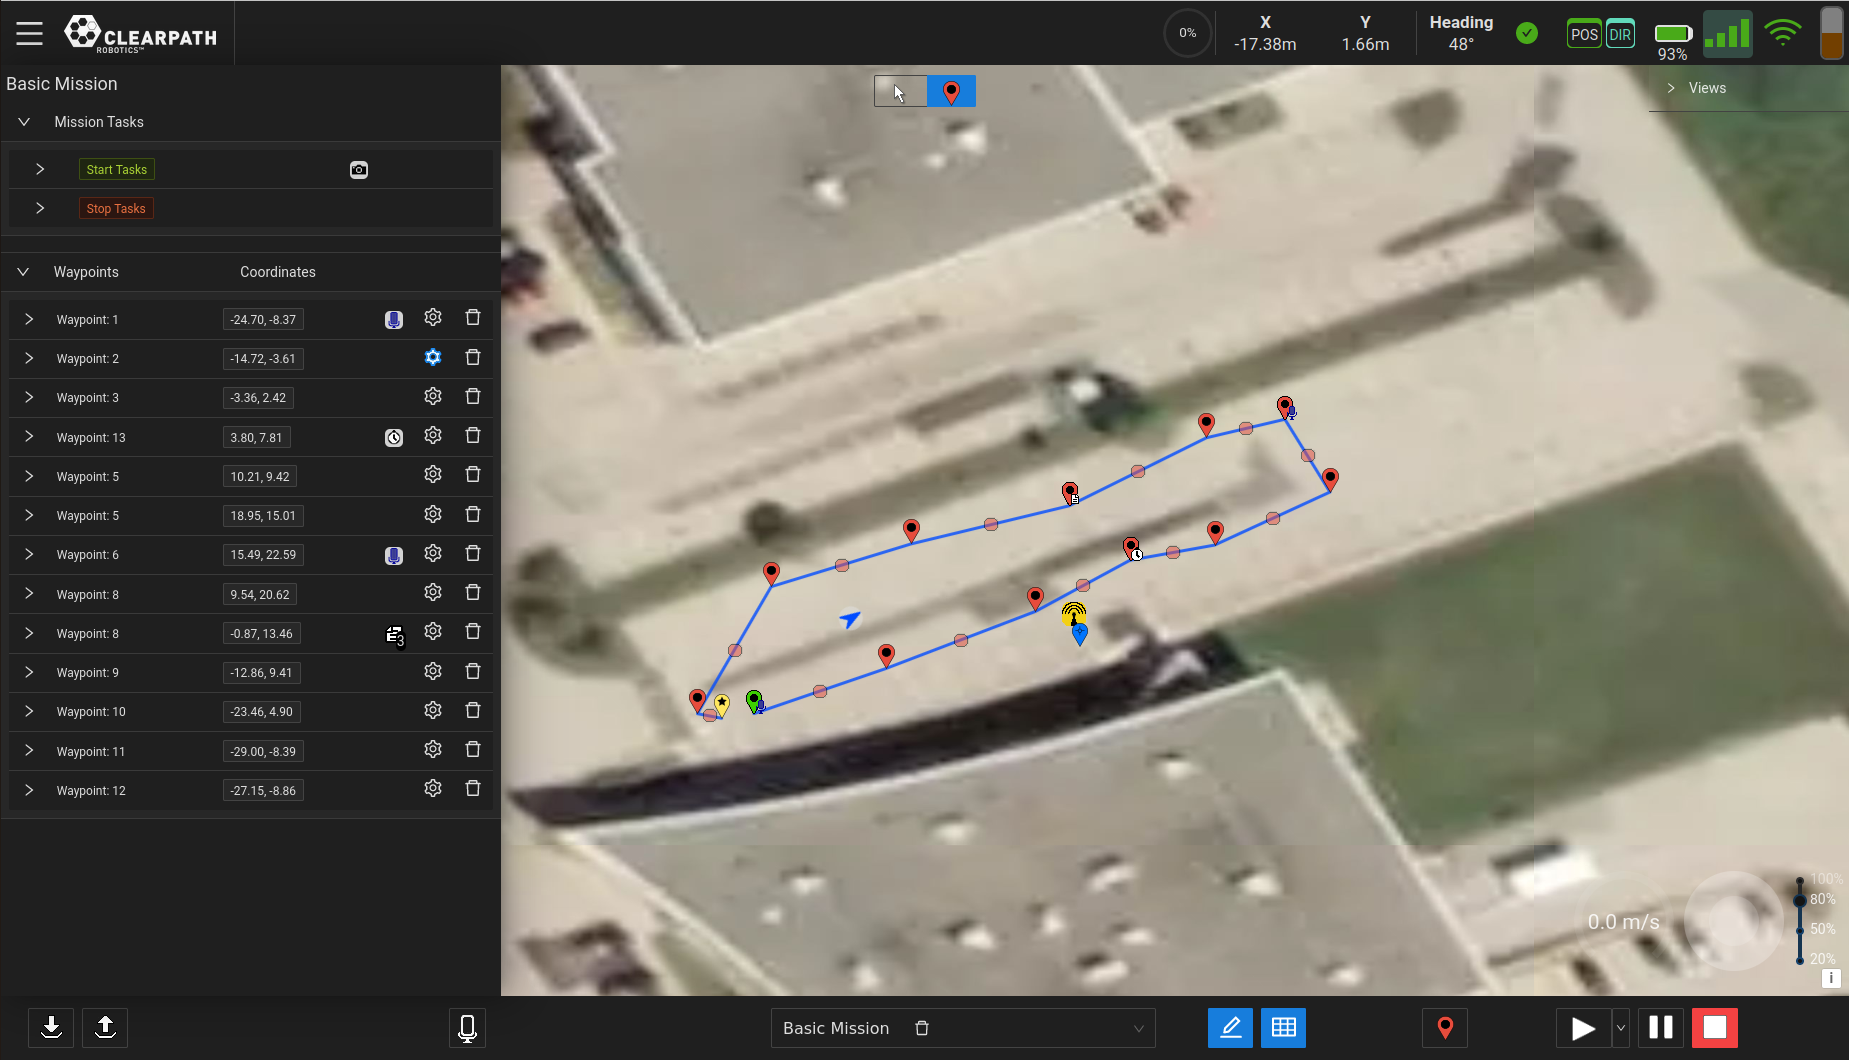 CLEARPATH
ROBOTICS™
0%
X
-17.38m
Y
1.66m
Heading
48°
POS
DIR
93%
Basic Mission
Views
Mission Tasks
Start Tasks
Stop Tasks
Waypoints Coordinates
Waypoint: 1 -24.70, -8.37
Waypoint: 2 -14.72, -3.61
Waypoint: 3 -3.36, 2.42
Waypoint: 13 3.80, 7.81
Waypoint: 5 10.21, 9.42
Waypoint: 5 18.95, 15.01
Waypoint: 6 15.49, 22.59
Waypoint: 8 9.54, 20.62
Waypoint: 8 -0.87, 13.46 3
Waypoint: 9 -12.86, 9.41
Waypoint: 10 -23.46, 4.90
Waypoint: 11 -29.00, -8.39
Waypoint: 12 -27.15, -8.86
100%
80%
0.0 m/s
50%
20%
i
Basic Mission